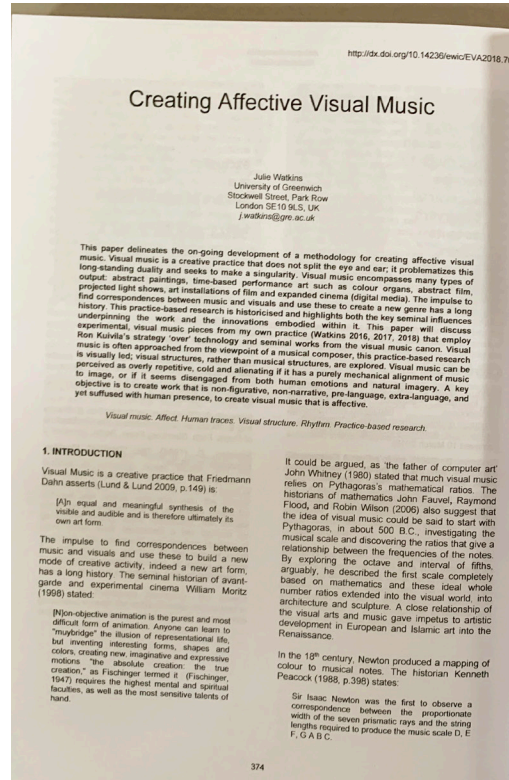 http://dx.doi.org/10.14236/ewic/EVA2018.7
Creating Affective Visual Music
Julie Watkins
University of Greenwich
Stockwell Street, Park Row
London SE10 9LS, UK
j.watkins@gre.ac.uk
This paper delineates the on-going development of a methodology for creating affective visual
music. Visual music is a creative practice that does not split the eye and ear; it problematizes this
long-standing duality and seeks to make a singularity. Visual music encompasses many types of
output: abstract paintings, time-based performance art such as colour organs, abstract film,
projected light shows, art installations of film and expanded cinema (digital media). The impulse to
find correspondences between music and visuals and use these to create a new genre has a long
history. This practice-based research is historicised and highlights both the key seminal influences
underpinning the work and the innovations embodied within it. This paper will discuss
experimental, visual music pieces from my own practice (Watkins 2016, 2017, 2018) that employ
Ron Kuivila's strategy 'over' technology and seminal works from the visual music canon. Visual
music is often approached from the viewpoint of a musical composer, this practice-based research
is visually led; visual structures, rather than musical structures, are explored. Visual music can be
perceived as overly repetitive, cold and alienating if it has a purely mechanical alignment of music
to image, or if it seems disengaged from both human emotions and natural imagery. A key
objective is to create work that is non-figurative, non-narrative, pre-language, extra-language, and
yet suffused with human presence, to create visual music that is affective.
Visual music. Affect. Human traces. Visual structure. Rhythm. Practice-based research.
1. INTRODUCTION
Visual Music is a creative practice that Friedmann
Dahn asserts (Lund & Lund 2009, p.149) is:
[A]n equal and meaningful synthesis of the
visible and audible and is therefore ultimately its
own art form.
The impulse to find correspondences between
music and visuals and use these to build a new
mode of creative activity, indeed a new art form,
has a long history. The seminal historian of avant-
garde and experimental cinema William Moritz
(1998) stated:
[N]on-objective animation is the purest and most
difficult form of animation. Anyone can learn to
"muybridge" the illusion of representational life,
but inventing interesting forms, shapes and
colors, creating new, imaginative and expressive
motions "the absolute creation: the true
creation," as Fischinger termed it (Fischinger,
1947) requires the highest mental and spiritual
faculties, as well as the most sensitive talents of
hand.
It could be argued, as 'the father of computer art'
John Whitney (1980) stated that much visual music
relies on Pythagoras's mathematical ratios. The
historians of mathematics John Fauvel, Raymond
Flood, and Robin Wilson (2006) also suggest that
the idea of visual music could be said to start with
Pythagoras, in about 500 B.C., investigating the
musical scale and discovering the ratios that give a
relationship between the frequencies of the notes.
By exploring the octave and interval of fifths,
arguably, he described the first scale completely
based on mathematics and these ideal whole
number ratios extended into the visual world, into
architecture and sculpture. A close relationship of
the visual arts and music gave impetus to artistic
development in European and Islamic art into the
Renaissance.
In the 18th century, Newton produced a mapping of
colour to musical notes. The historian Kenneth
Peacock (1988, p.398) states:
Sir Isaac Newton was the first to observe a
correspondence between the proportionate
width of the seven prismatic rays and the string
lengths required to produce the music scale D, E
F, G A B C.
374